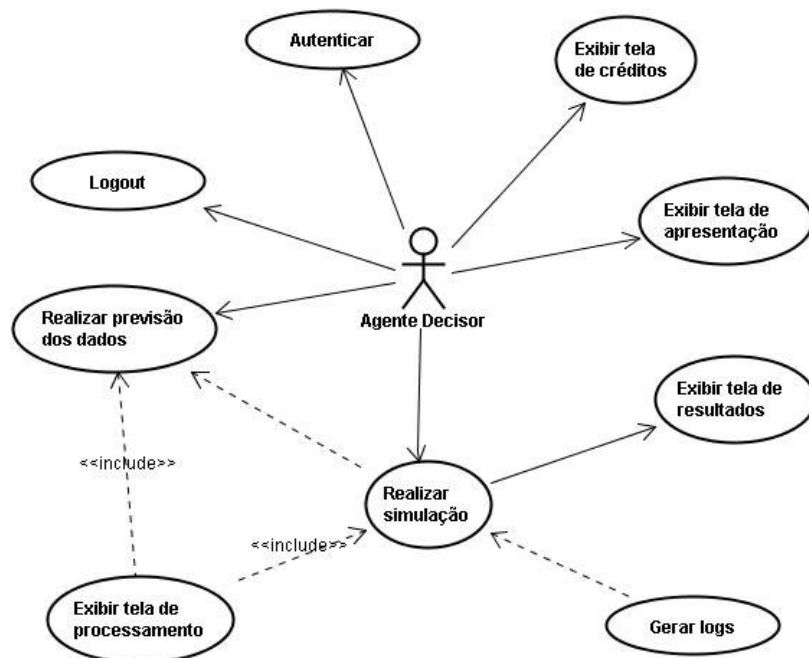 Autenticar
Exibir tela
de créditos
Logout
Exibir tela de
apresentação
Agente Decisor
Realizar previsão
dos dados
Exibir tela de
resultados
<<include>>
Realizar
simulação
<<include>>
Exibir tela de
processamento
Gerar logs